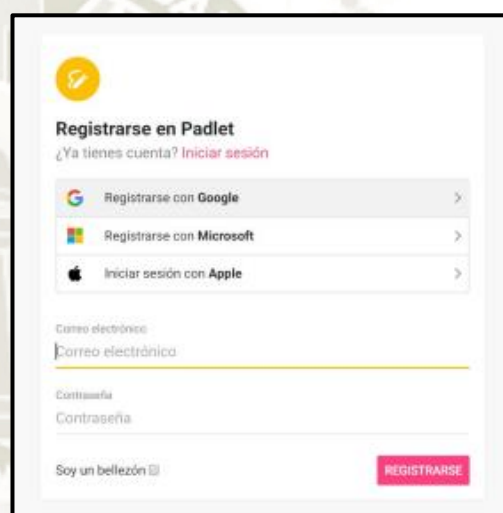 Registrarse en Padlet
¿Ya tienes cuenta? Iniciar sesión
Registrarse con Google
Registrarse con Microsoft
Iniciar sesión con Apple
Correo electrónico
Correo electrónico
Contraseña
Contraseña
Soy un bellezón
REGISTRARSE